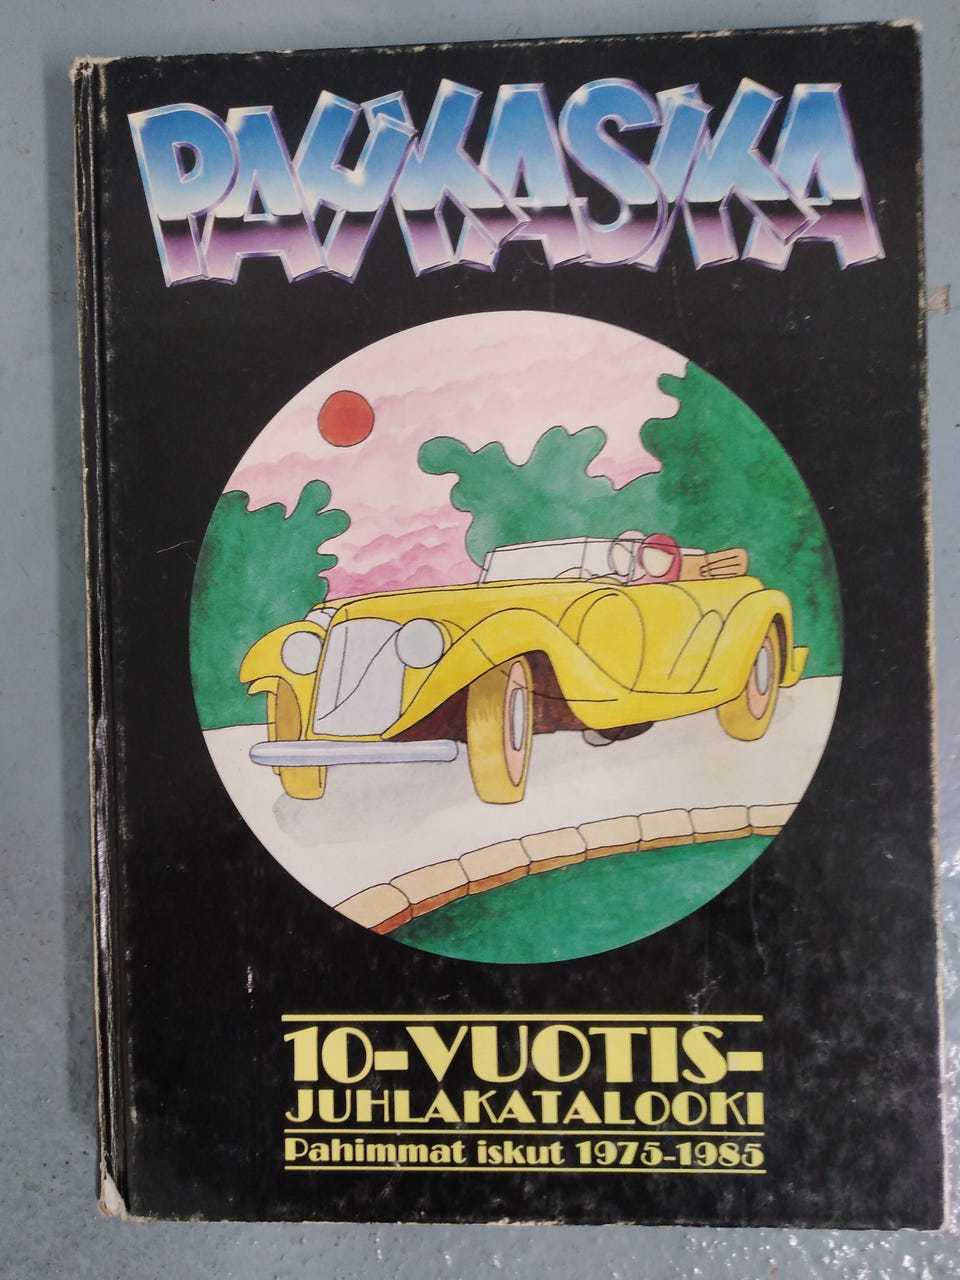 PAHKASIKA
10-VUOTIS-
JUHLAKATALOOKI
Pahimmat iskut 1975-1985